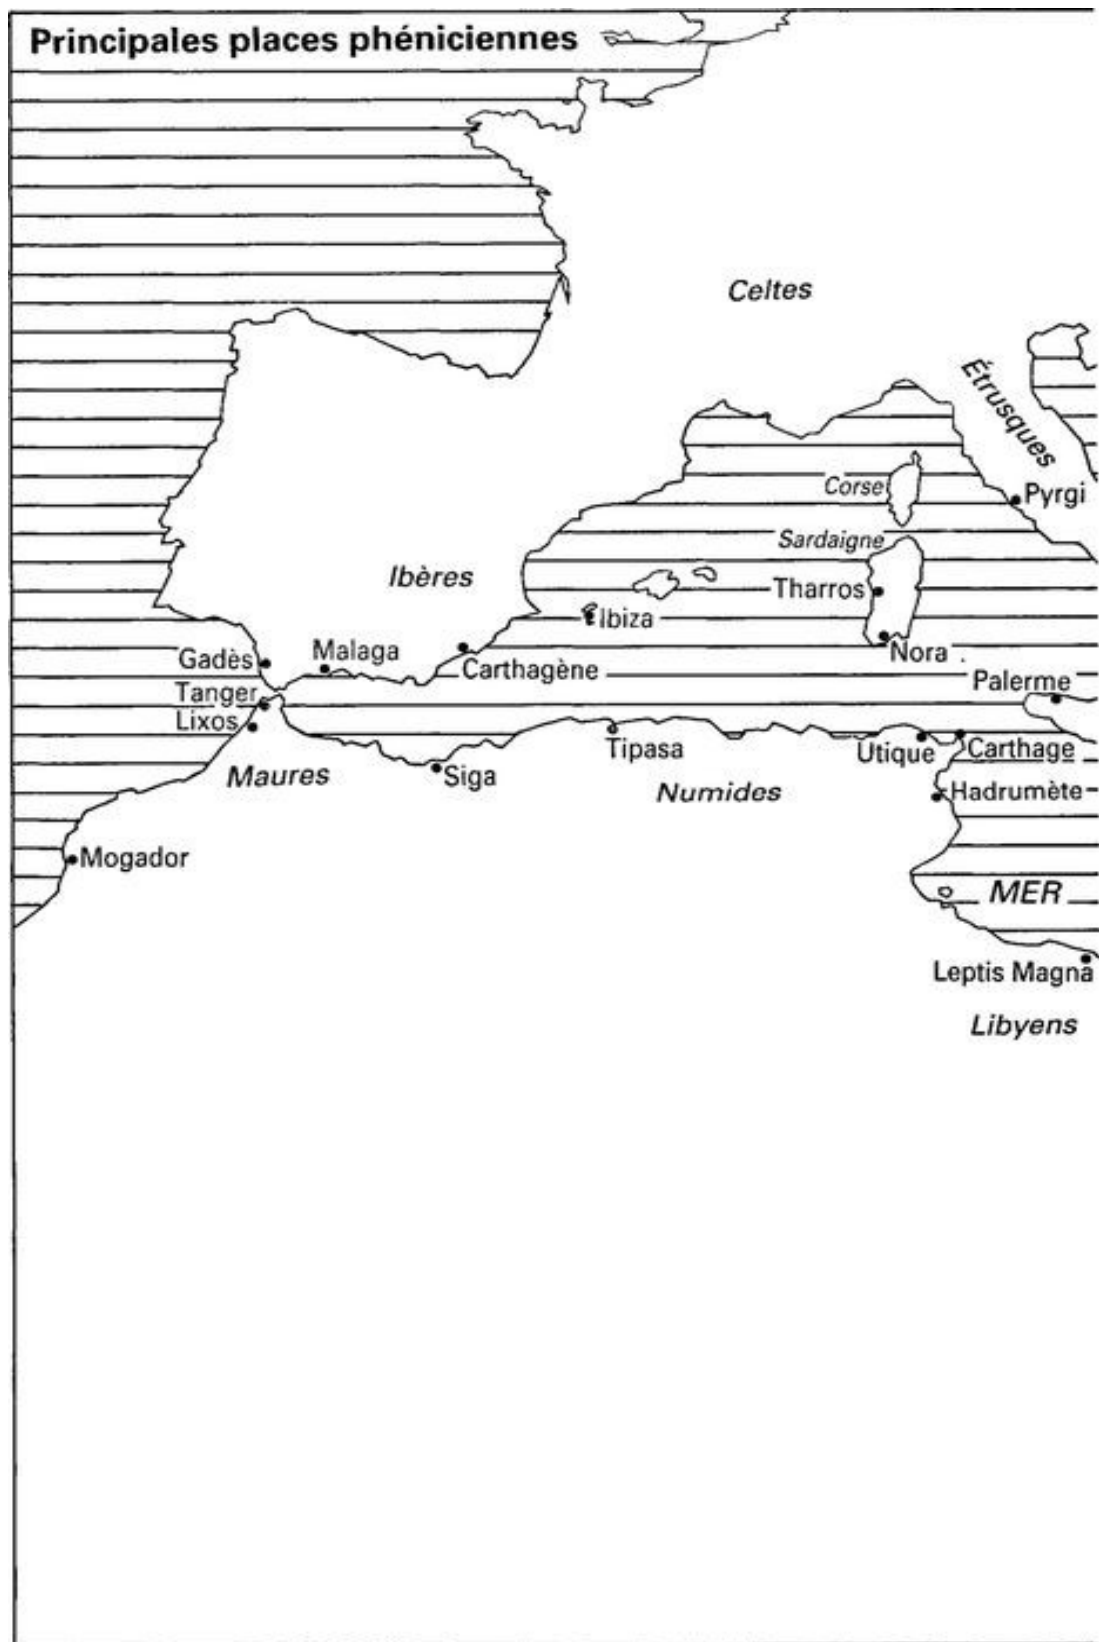 Principales places phéniciennes
Celtes
Étrusques
Corse
Pyrgi
Sardaigne
Ibères
Tharros
Ibiza
Malaga
Gadès
Carthagène
Nora
Palerme
Tanger
Lixos
Tipasa
Utique
Carthage
Maures
Siga
Numides
Hadrumète
Mogador
MER
Leptis Magna
Libyens